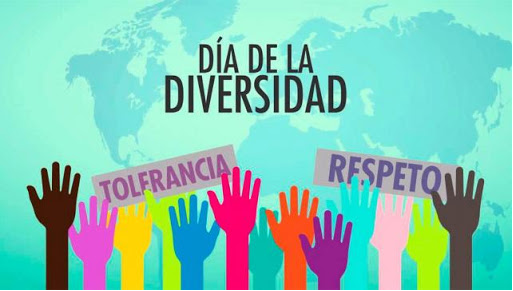 DÍA DE LA
DIVERSIDAD
TOLERANCIA
RESPETO